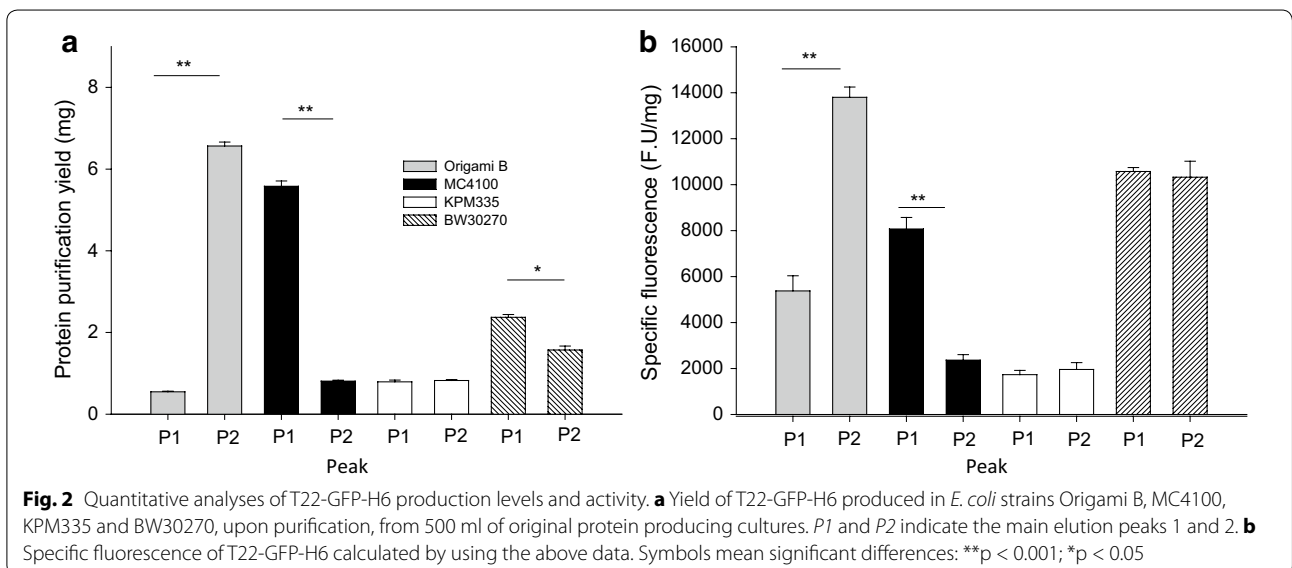 a
Protein purification yield (mg)
8
6
4
2
0
**
**
*
Origami B
MC4100
KPM335
BW30270
P1 P2 P1 P2 P1 P2 P1 P2
Peak
b
Specific fluorescence (F.U/mg)
16000
14000
12000
10000
8000
6000
4000
2000
0
**
**
P1 P2 P1 P2 P1 P2 P1 P2
Peak
Fig. 2 Quantitative analyses of T22-GFP-H6 production levels and activity. a Yield of T22-GFP-H6 produced in E. coli strains Origami B, MC4100,
KPM335 and BW30270, upon purification, from 500 ml of original protein producing cultures. P1 and P2 indicate the main elution peaks 1 and 2. b
Specific fluorescence of T22-GFP-H6 calculated by using the above data. Symbols mean significant differences: **p < 0.001; *p < 0.05